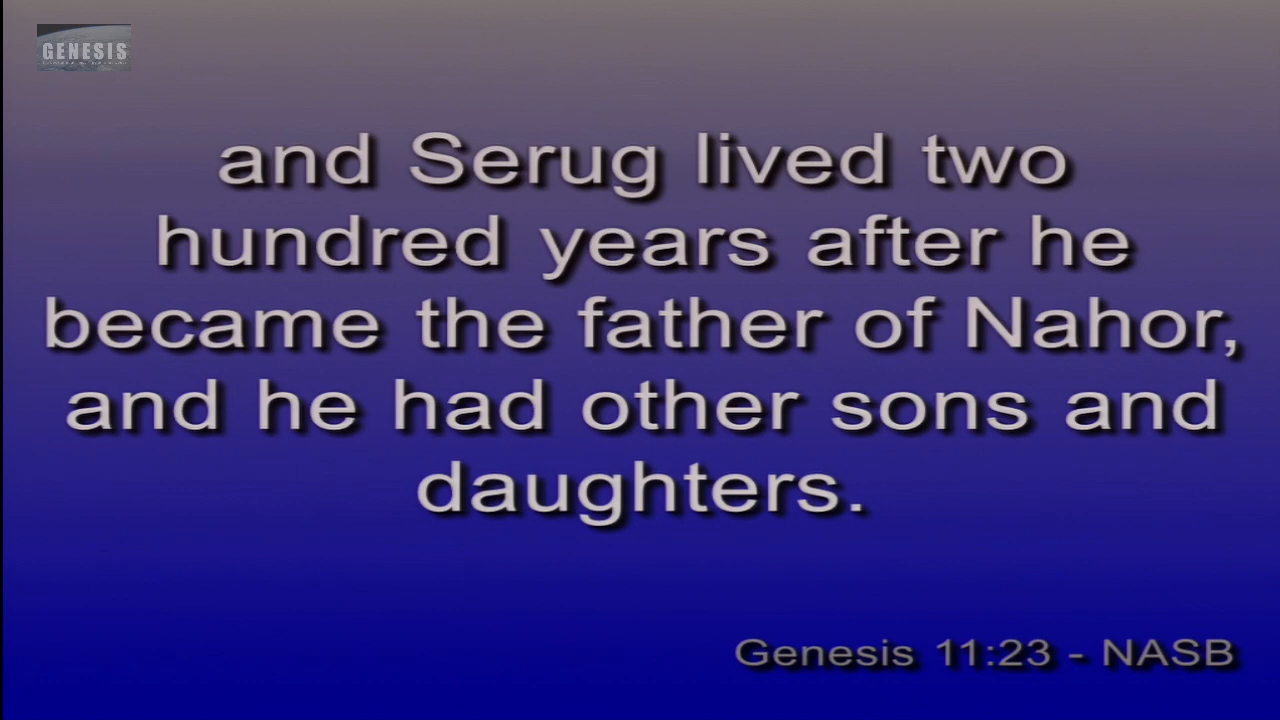 GENESIS
and Serug lived two
hundred years after he
became the father of Nahor,
and he had other sons and
daughters.
Genesis 11:23 - NASB